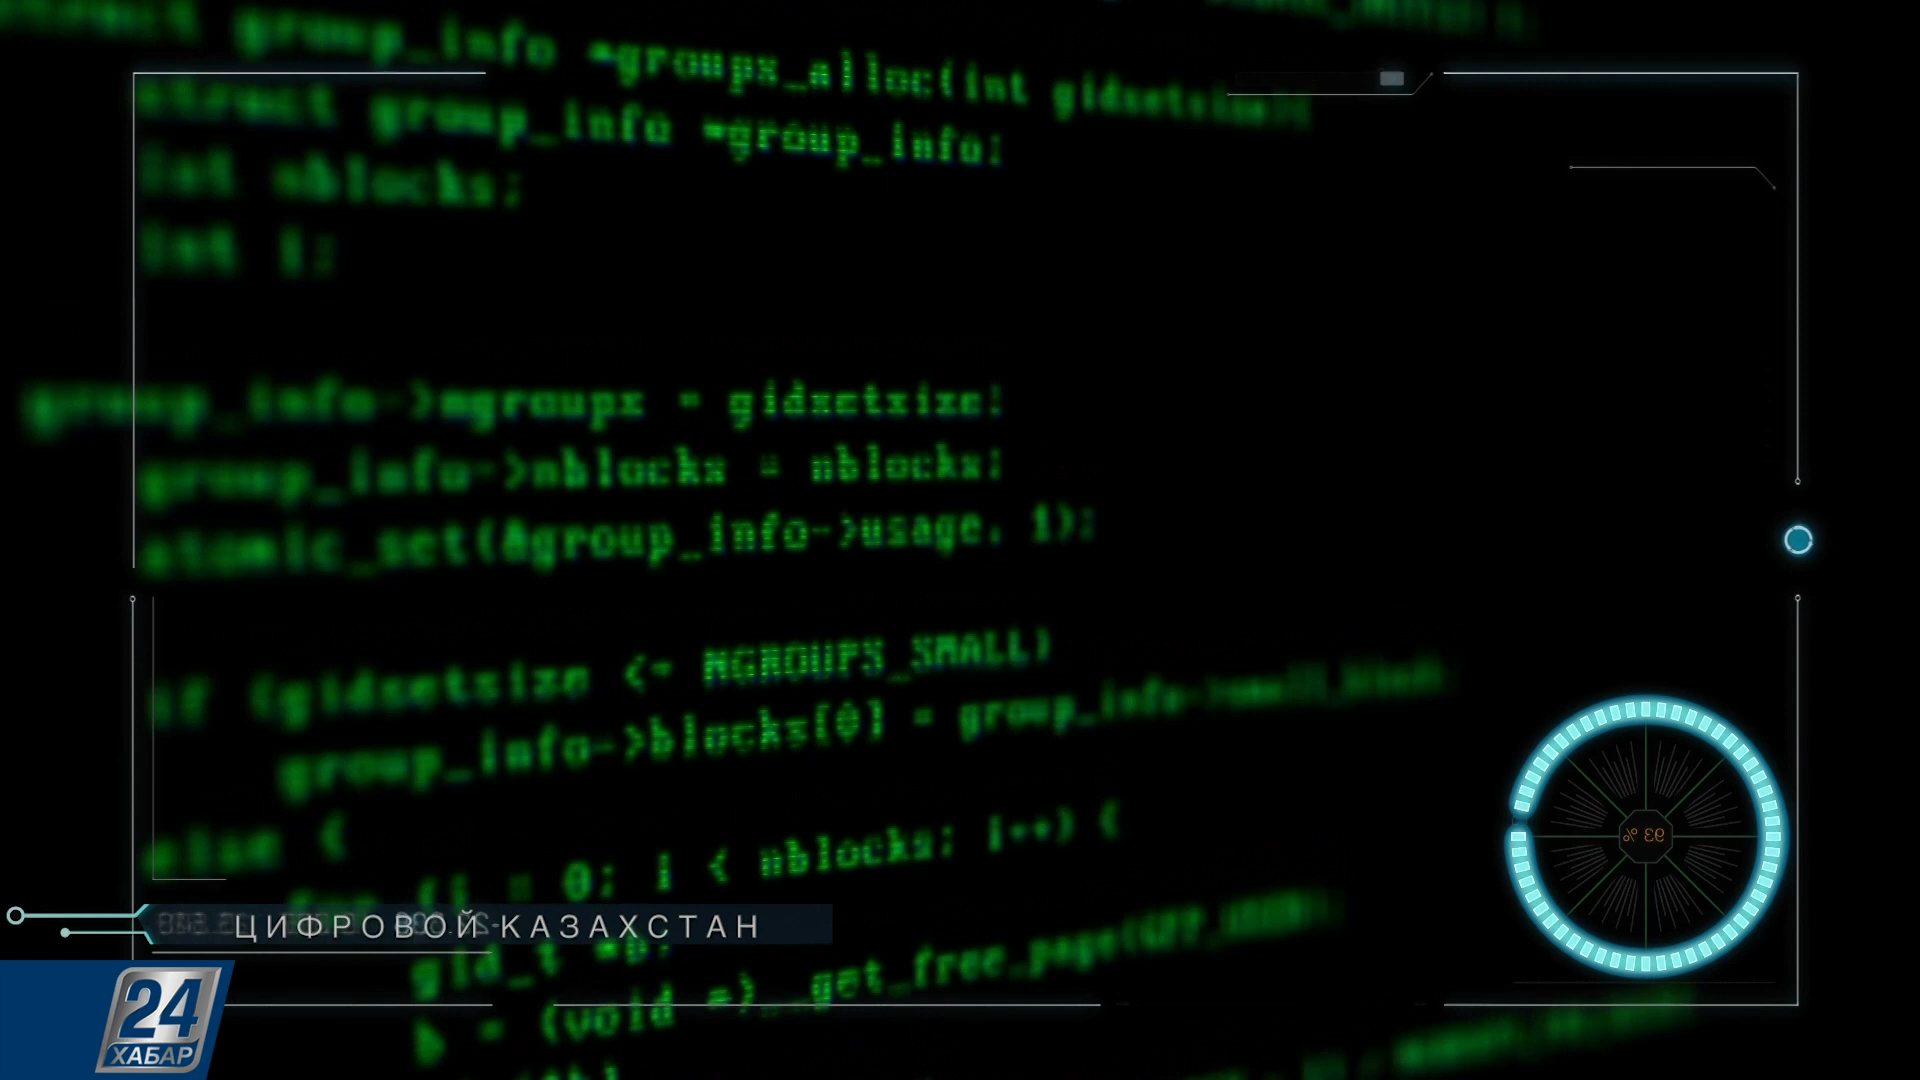 struct group_info *groups_alloc(int gidsetsize){
struct group_info *group_info;
int nblocks;
int i;
group_info->ngroups = gidsetsize;
group_info->nblocks = nblocks;
atomic_set(&group_info->usage, 1);
if (gidsetsize <= NGROUPS_SMALL)
group_info->blocks[0] = group_info->small_block;
else {
for (i = 0; i < nblocks; i++) {
gid_t *b;
b = (void *)__get_free_page(GFP_USER);
93 %
ЦИФРОВОЙ КАЗАХСТАН
24
ХАБАР